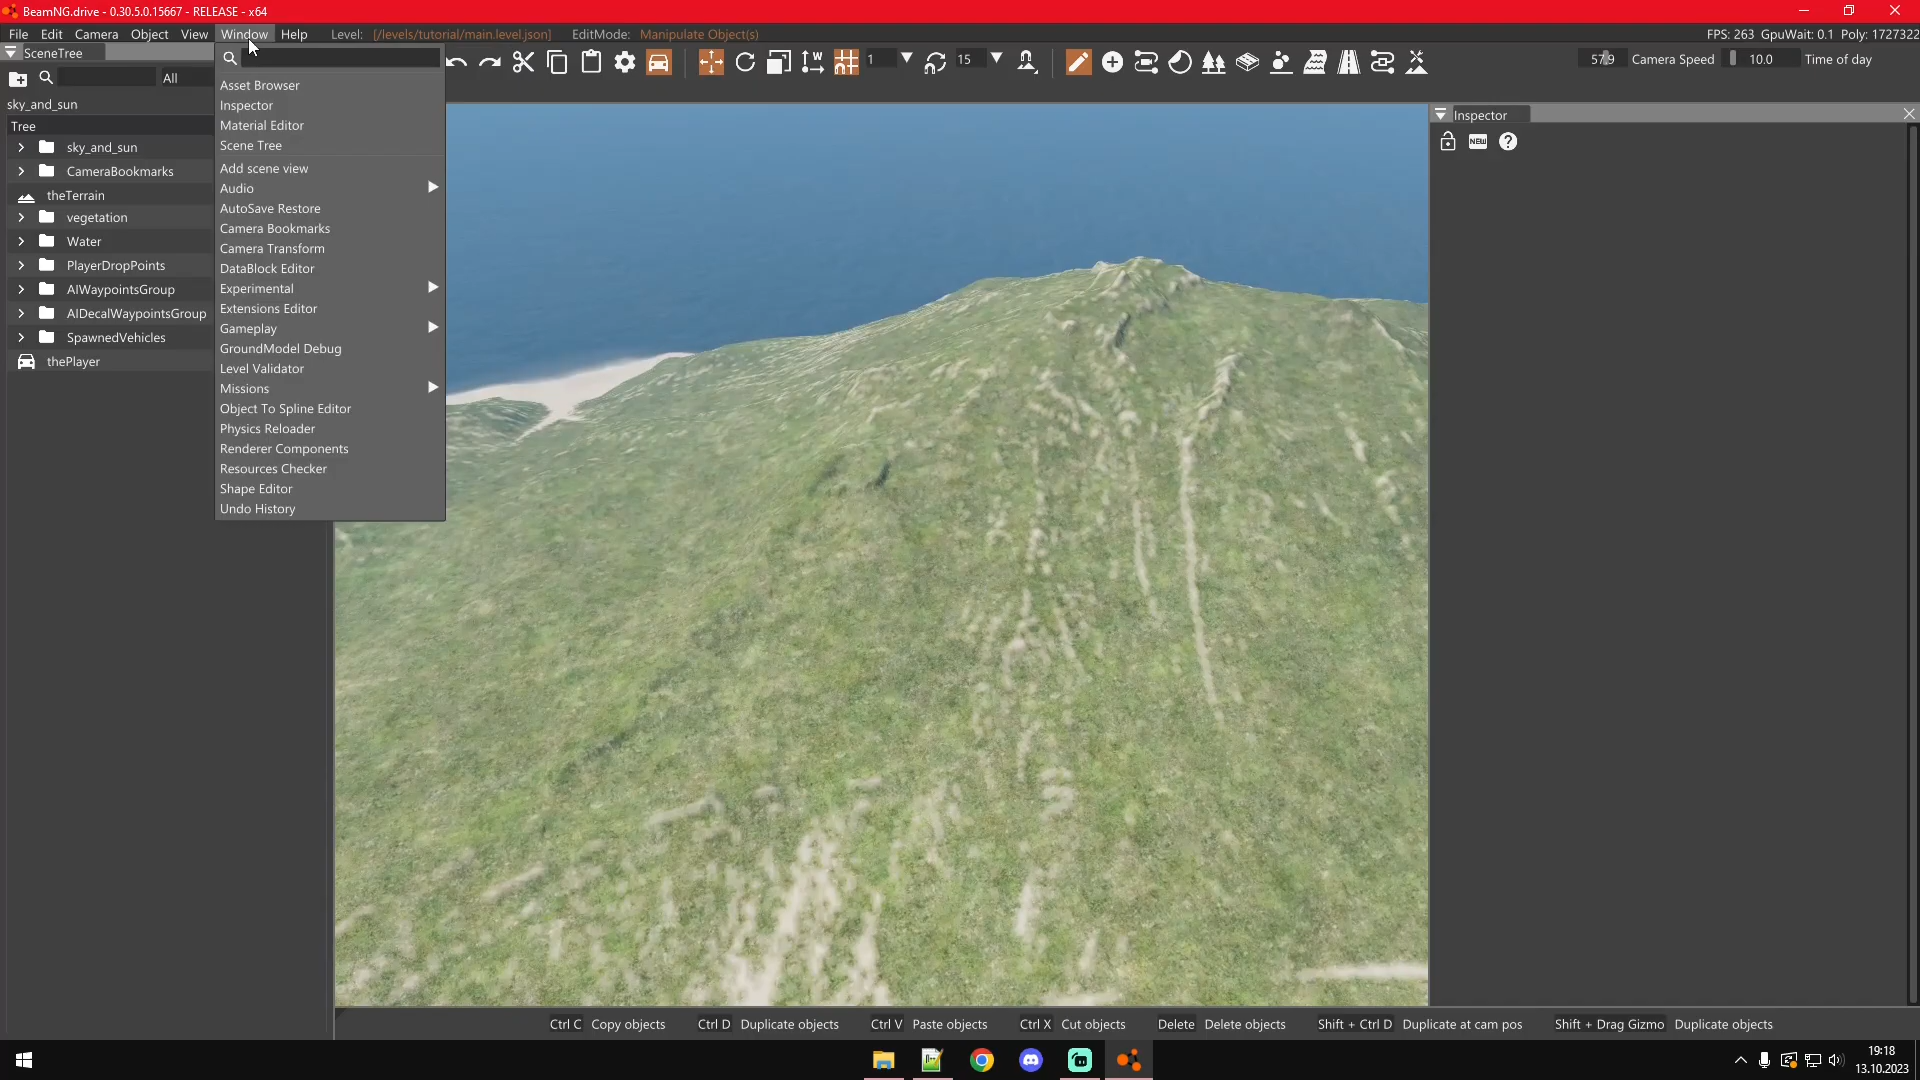 BeamNG.drive - 0.30.5.0.15667 - RELEASE - x64
File Edit Camera Object View Window Help Level: [/levels/tutorial/main.level.json] EditMode: Manipulate Object(s) FPS: 263 GpuWait: 0.1 Poly: 1727322
SceneTree
1 15 57.9 Camera Speed 10.0 Time of day
All
sky_and_sun
Tree
sky_and_sun
CameraBookmarks
theTerrain
vegetation
Water
PlayerDropPoints
AIWaypointsGroup
AIDecalWaypointsGroup
SpawnedVehicles
thePlayer
Asset Browser
Inspector
Material Editor
Scene Tree
Add scene view
Audio
AutoSave Restore
Camera Bookmarks
Camera Transform
DataBlock Editor
Experimental
Extensions Editor
Gameplay
GroundModel Debug
Level Validator
Missions
Object To Spline Editor
Physics Reloader
Renderer Components
Resources Checker
Shape Editor
Undo History
W
Inspector
NEW
Ctrl C Copy objects Ctrl D Duplicate objects Ctrl V Paste objects Ctrl X Cut objects Delete Delete objects Shift + Ctrl D Duplicate at cam pos Shift + Drag Gizmo Duplicate objects
19:18
13.10.2023